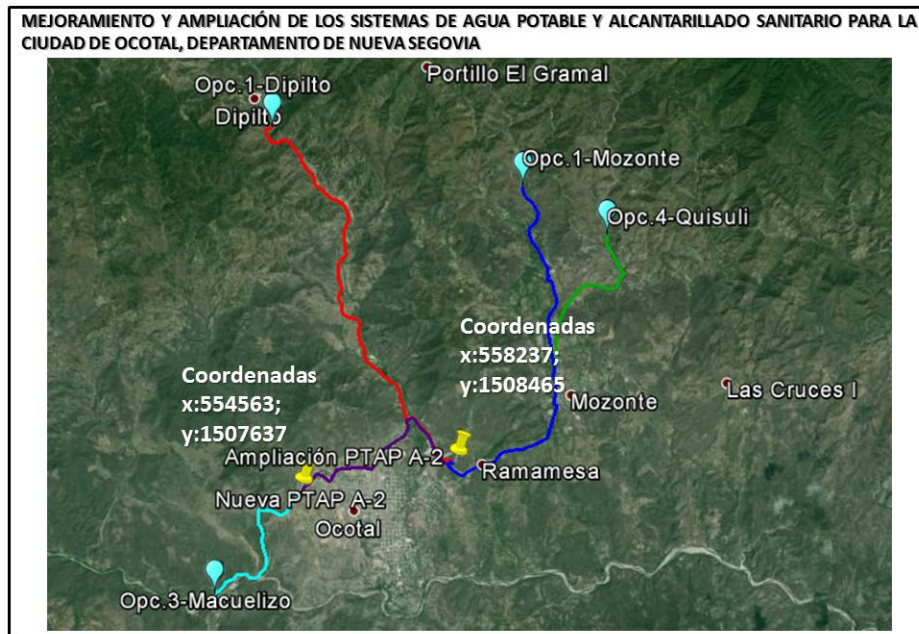 MEJORAMIENTO Y AMPLIACIÓN DE LOS SISTEMAS DE AGUA POTABLE Y ALCANTARILLADO SANITARIO PARA LA
CIUDAD DE OCOTAL, DEPARTAMENTO DE NUEVA SEGOVIA
Portillo El Gramal
Opc.1-Dipilto
Dipilto
Opc.1-Mozonte
Opc.4-Quisuli
Coordenadas
x:558237;
y:1508465
Coordenadas
x:554563;
y:1507637
Las Cruces I
Mozonte
Ampliación PTAP A-2
Ramamesa
Nueva PTAP A-2
Ocotal
Opc.3-Macuelizo